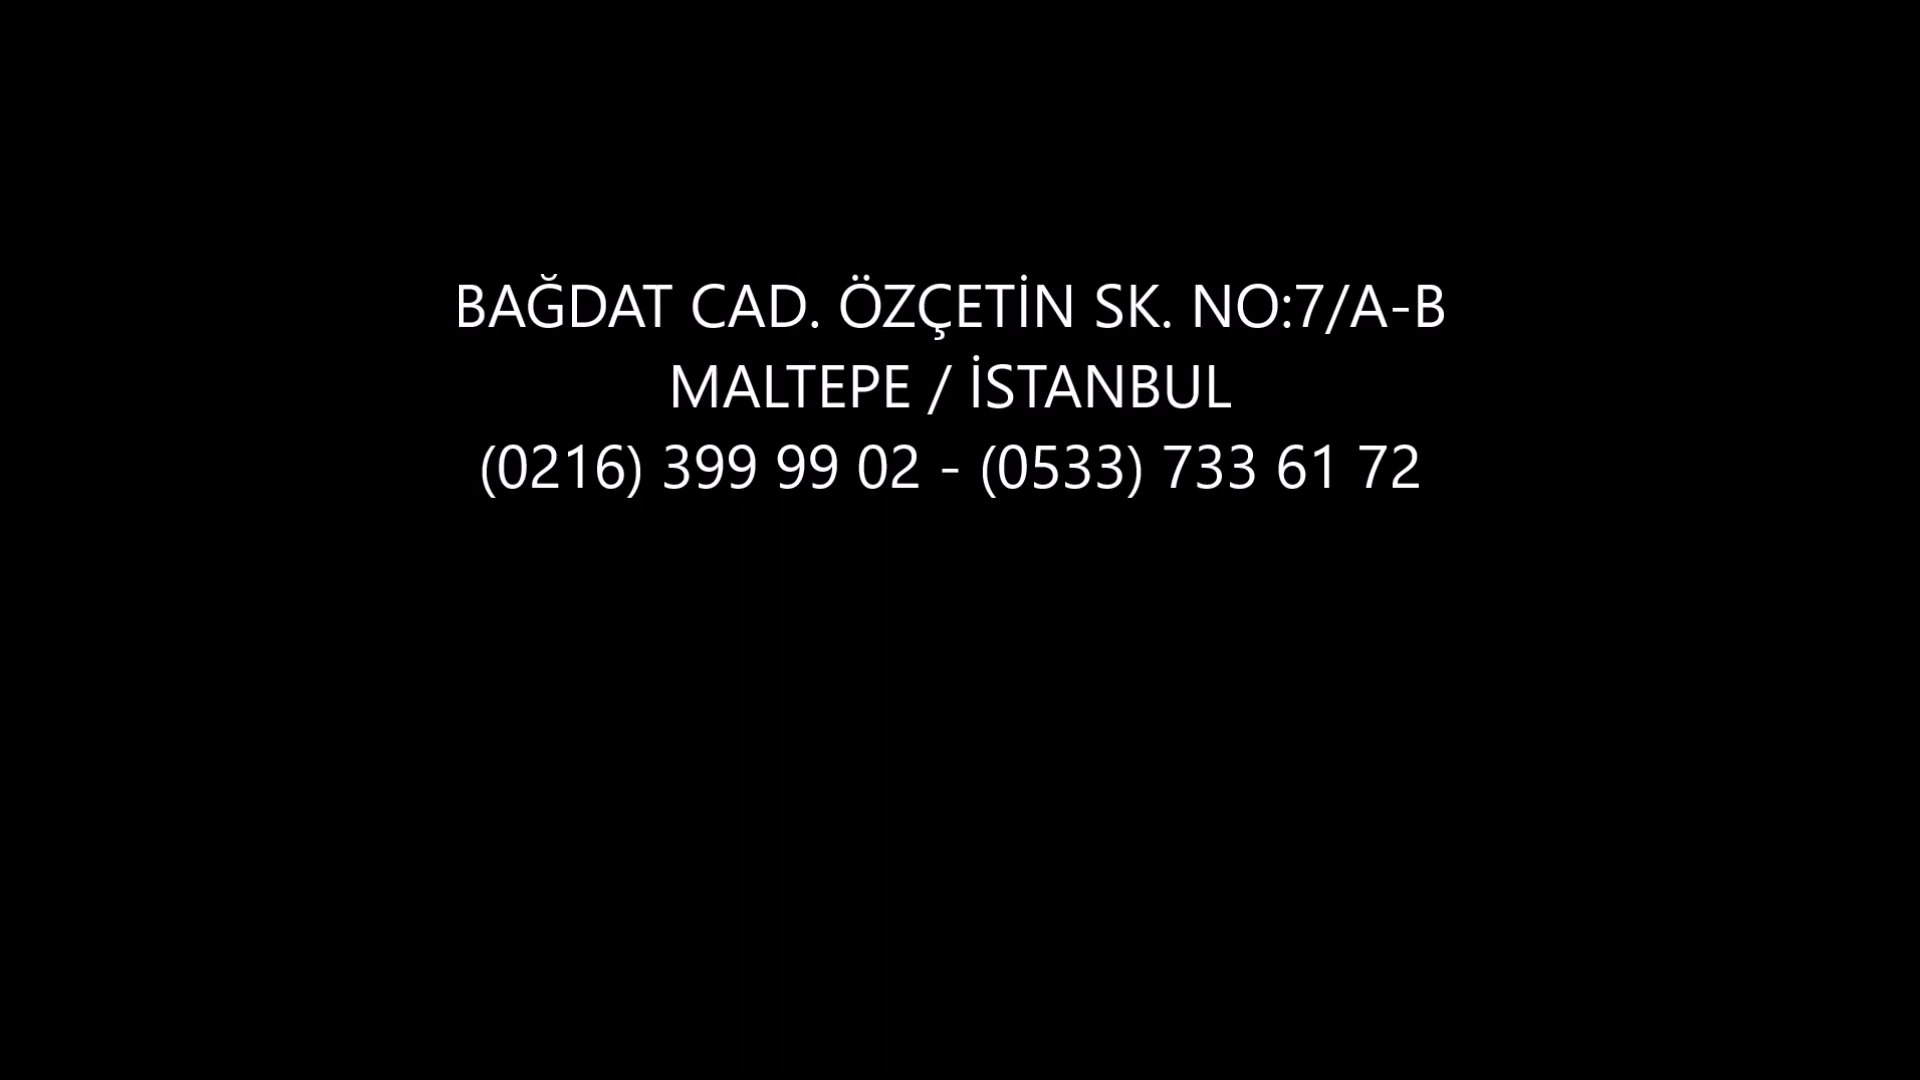 BAĞDAT CAD. ÖZÇETİN SK. NO:7/A-B
MALTEPE / İSTANBUL
(0216) 399 99 02 - (0533) 733 61 72